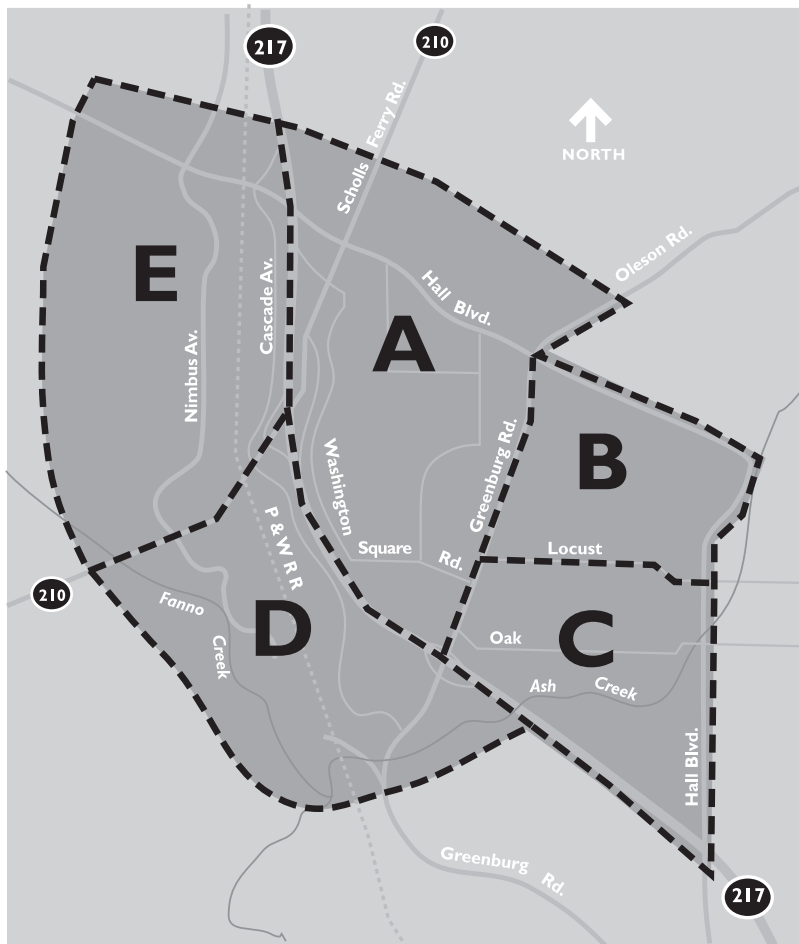 217
210
Scholls Ferry Rd.
NORTH
Oleson Rd.
E
Cascade Av.
Hall Blvd.
A
Nimbus Av.
Greenburg Rd.
B
Washington
Square
Rd.
Locust
P & W R R
210
Fanno
Creek
D
Oak
C
Ash
Creek
Hall Blvd.
Greenburg
Rd.
217